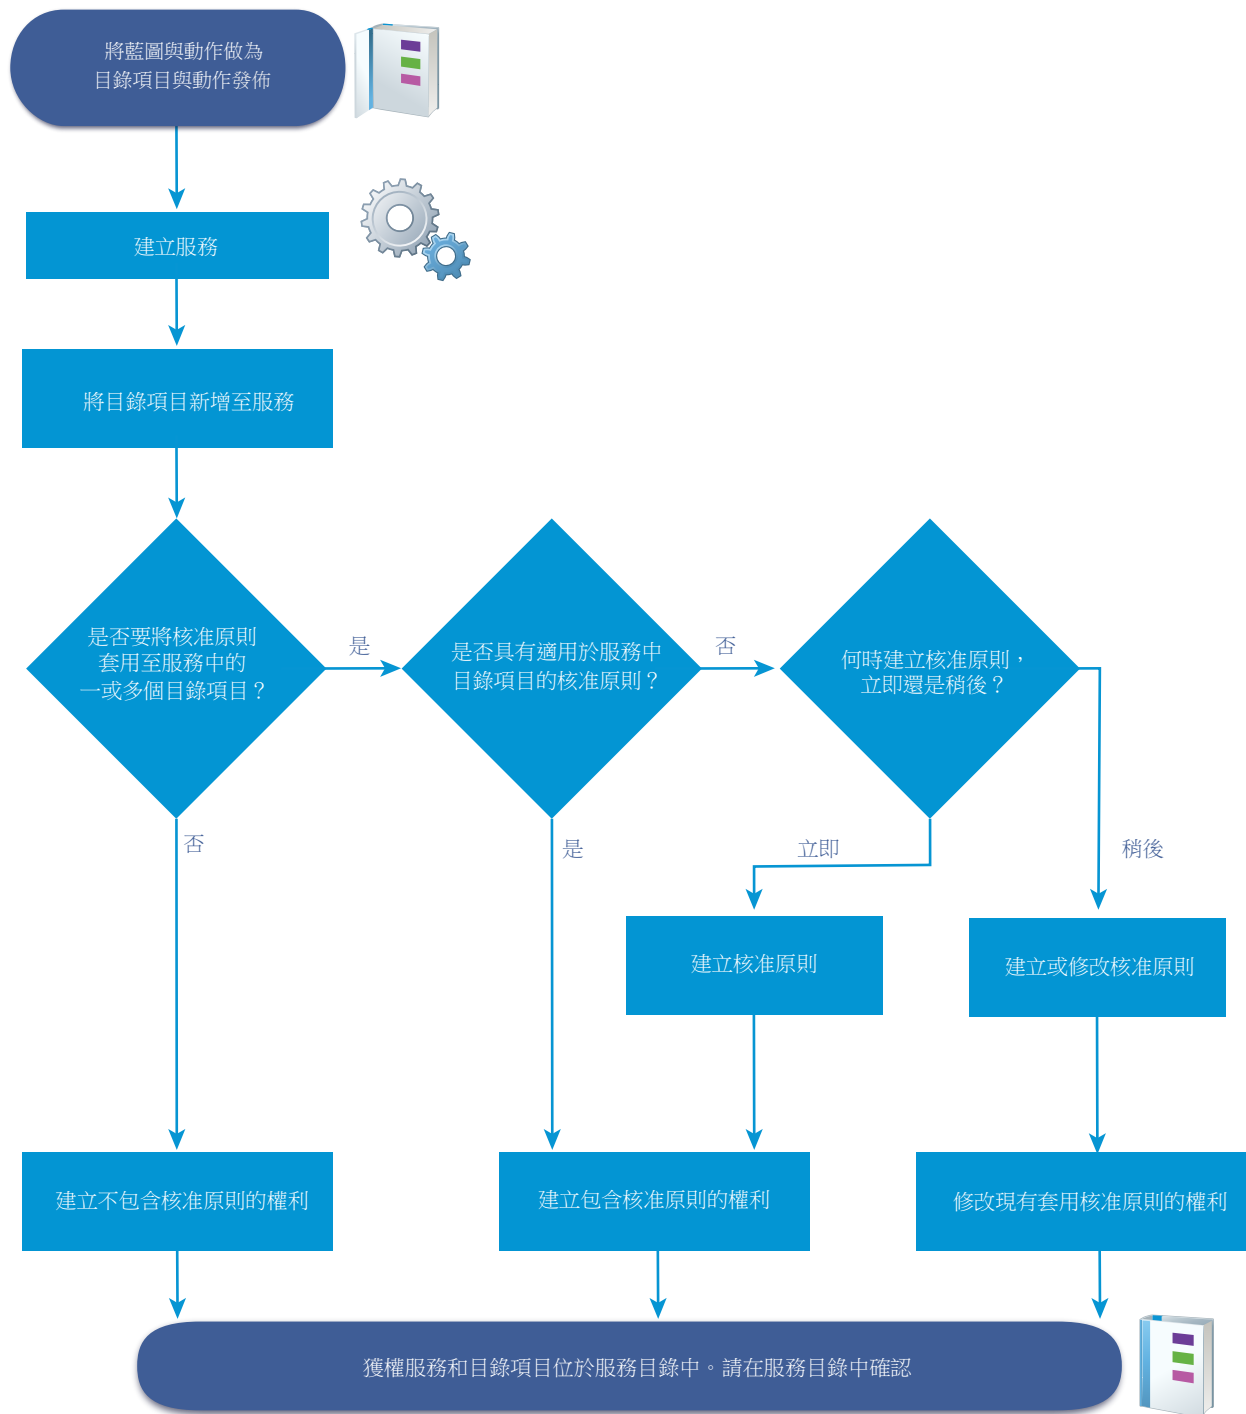 將藍圖與動作做為
目錄項目與動作發佈
建立服務
將目錄項目新增至服務
是否要將核准原則
套用至服務中的
一或多個目錄項目？
是
是否具有適用於服務中
目錄項目的核准原則？
否
何時建立核准原則，
立即還是稍後？
否
是
立即
稍後
建立核准原則
建立或修改核准原則
建立不包含核准原則的權利
建立包含核准原則的權利
修改現有套用核准原則的權利
獲權服務和目錄項目位於服務目錄中。請在服務目錄中確認